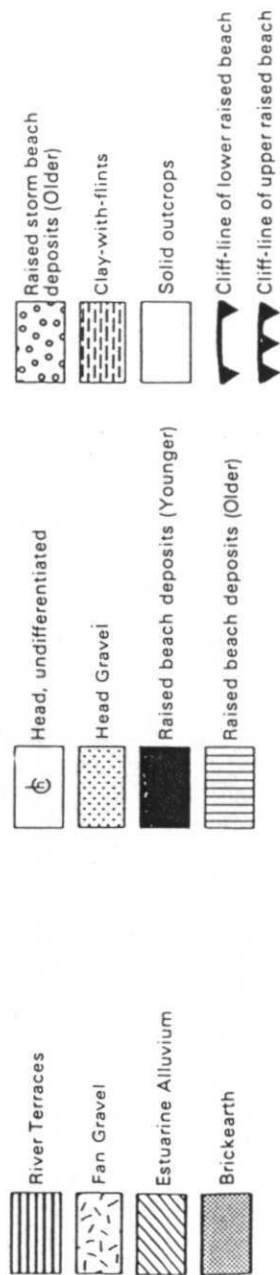 River Terraces
Fan Gravel
Estuarine Alluvium
Brickearth
Head, undifferentiated
Head Gravel
Raised beach deposits (Younger)
Raised beach deposits (Older)
Raised storm beach
deposits (Older)
Clay-with-flints
Solid outcrops
Cliff-line of lower raised beach
Cliff-line of upper raised beach